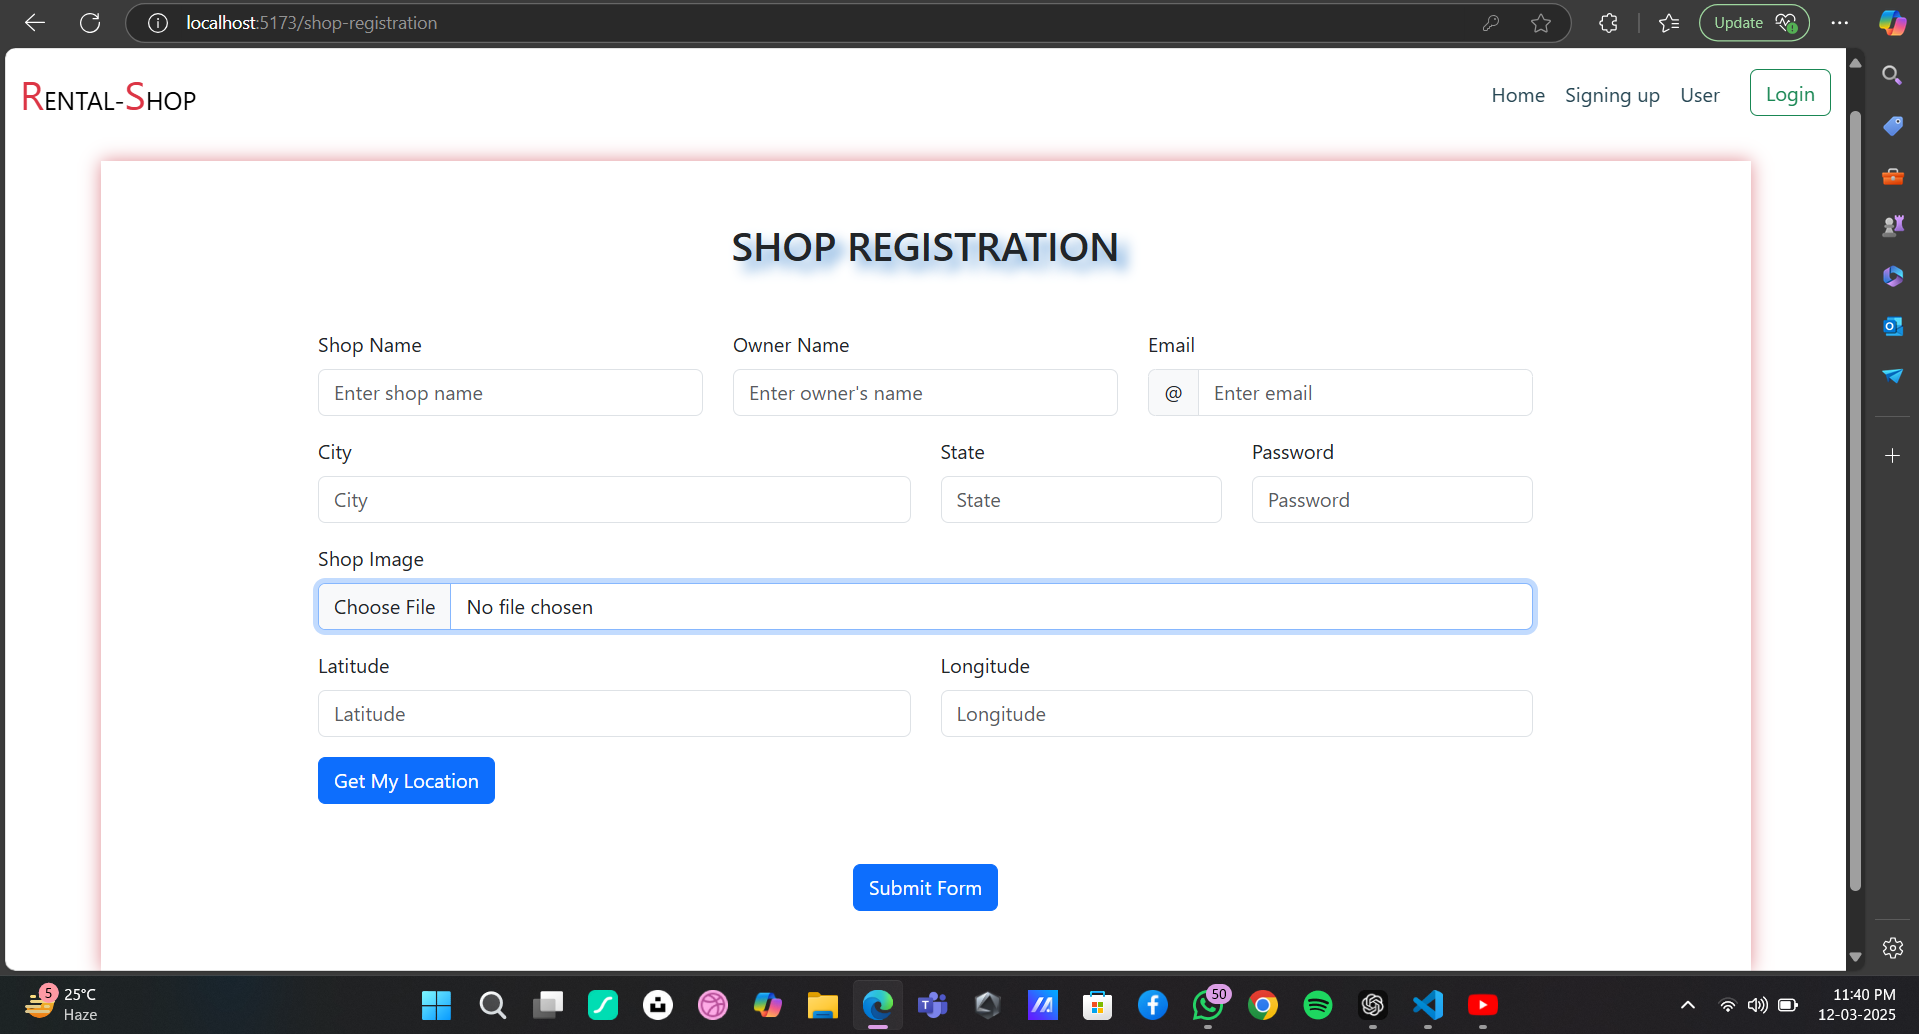 localhost:5173/shop-registration
Update
RENTAL-SHOP
Home Signing up User Login
SHOP REGISTRATION
Shop Name Owner Name Email
Enter shop name Enter owner's name @ Enter email
City State Password
City State Password
Shop Image
Choose File No file chosen
Latitude Longitude
Latitude Longitude
Get My Location
Submit Form
5 25°C
Haze
50
11:40 PM
12-03-2025